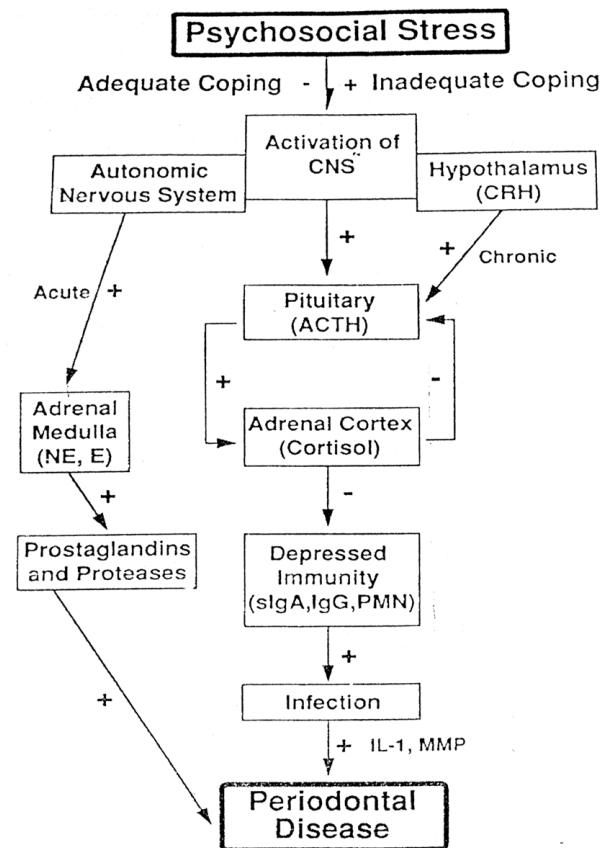 Psychosocial Stress
Adequate Coping - + Inadequate Coping
Activation of
CNS
Autonomic
Nervous System
Hypothalamus
(CRH)
+
+ Chronic
Acute +
Pituitary
(ACTH)
+
-
Adrenal
Medulla
(NE, E)
Adrenal Cortex
(Cortisol)
+
-
Prostaglandins
and Proteases
Depressed
Immunity
(sIgA,IgG,PMN)
+
+
Infection
+ IL-1, MMP
Periodontal
Disease